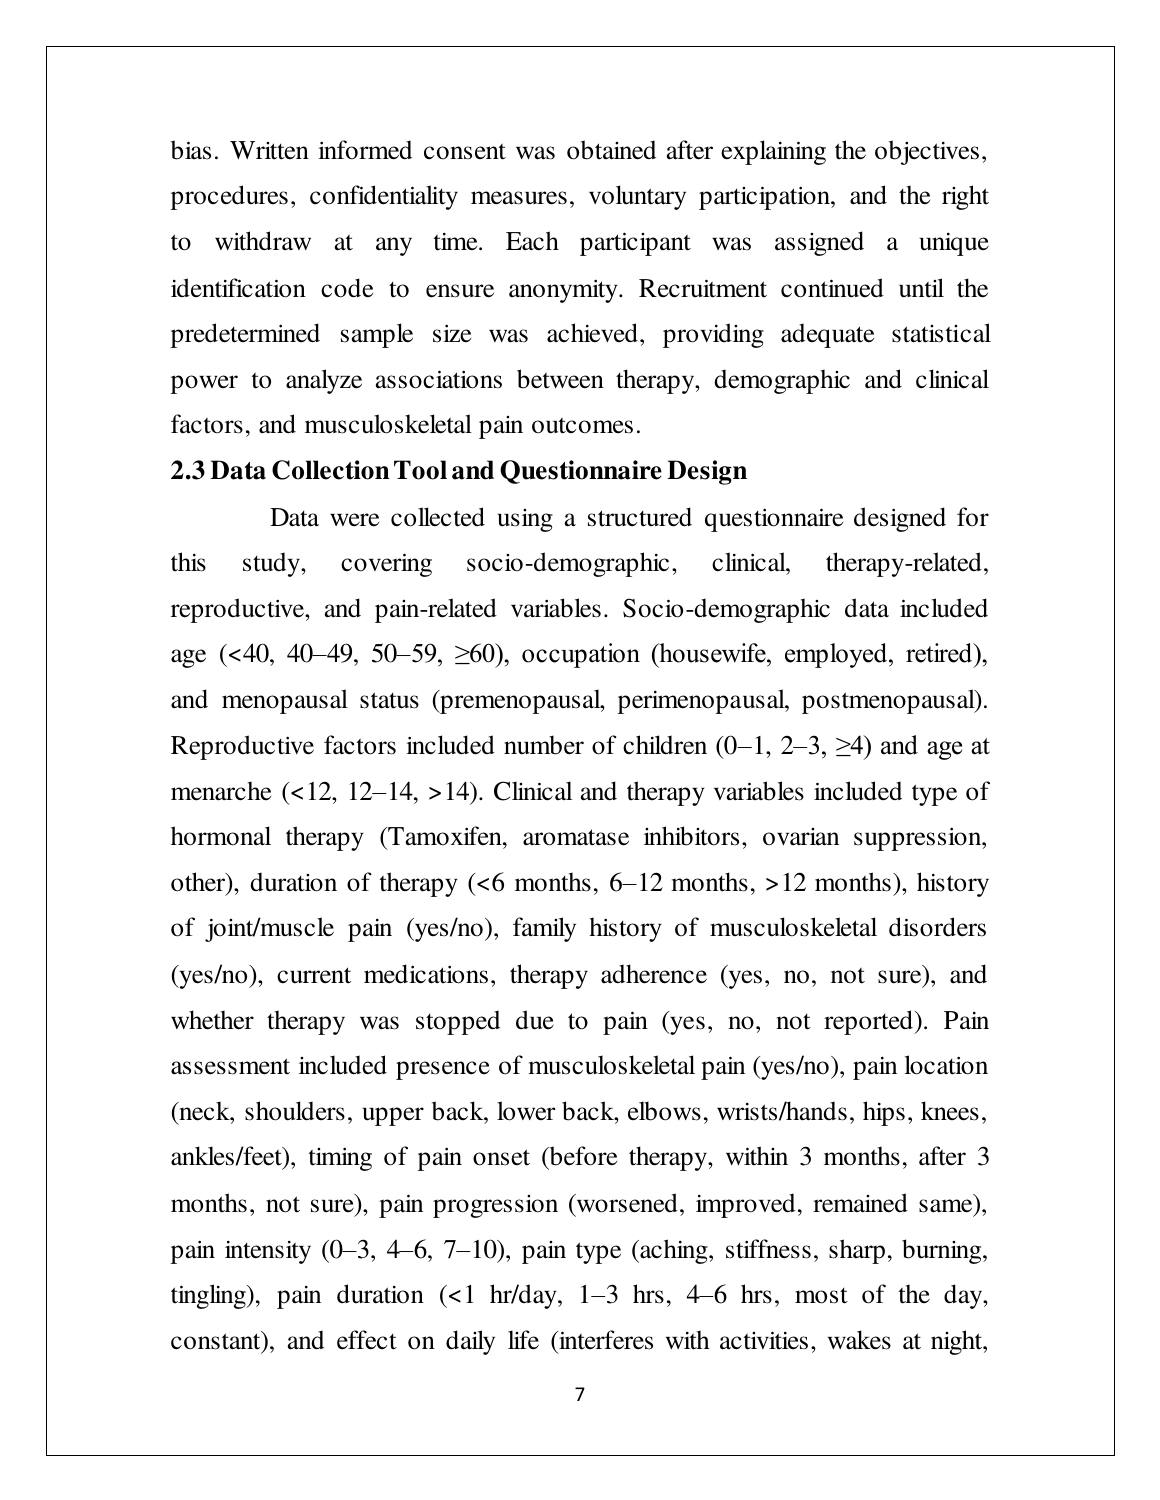 bias. Written informed consent was obtained after explaining the objectives,
procedures, confidentiality measures, voluntary participation, and the right
to withdraw at any time. Each participant was assigned a unique
identification code to ensure anonymity. Recruitment continued until the
predetermined sample size was achieved, providing adequate statistical
power to analyze associations between therapy, demographic and clinical
factors, and musculoskeletal pain outcomes.
2.3 Data Collection Tool and Questionnaire Design
Data were collected using a structured questionnaire designed for
this study, covering socio-demographic, clinical, therapy-related,
reproductive, and pain-related variables. Socio-demographic data included
age (<40, 40–49, 50–59, ≥60), occupation (housewife, employed, retired),
and menopausal status (premenopausal, perimenopausal, postmenopausal).
Reproductive factors included number of children (0–1, 2–3, ≥4) and age at
menarche (<12, 12–14, >14). Clinical and therapy variables included type of
hormonal therapy (Tamoxifen, aromatase inhibitors, ovarian suppression,
other), duration of therapy (<6 months, 6–12 months, >12 months), history
of joint/muscle pain (yes/no), family history of musculoskeletal disorders
(yes/no), current medications, therapy adherence (yes, no, not sure), and
whether therapy was stopped due to pain (yes, no, not reported). Pain
assessment included presence of musculoskeletal pain (yes/no), pain location
(neck, shoulders, upper back, lower back, elbows, wrists/hands, hips, knees,
ankles/feet), timing of pain onset (before therapy, within 3 months, after 3
months, not sure), pain progression (worsened, improved, remained same),
pain intensity (0–3, 4–6, 7–10), pain type (aching, stiffness, sharp, burning,
tingling), pain duration (<1 hr/day, 1–3 hrs, 4–6 hrs, most of the day,
constant), and effect on daily life (interferes with activities, wakes at night,
7